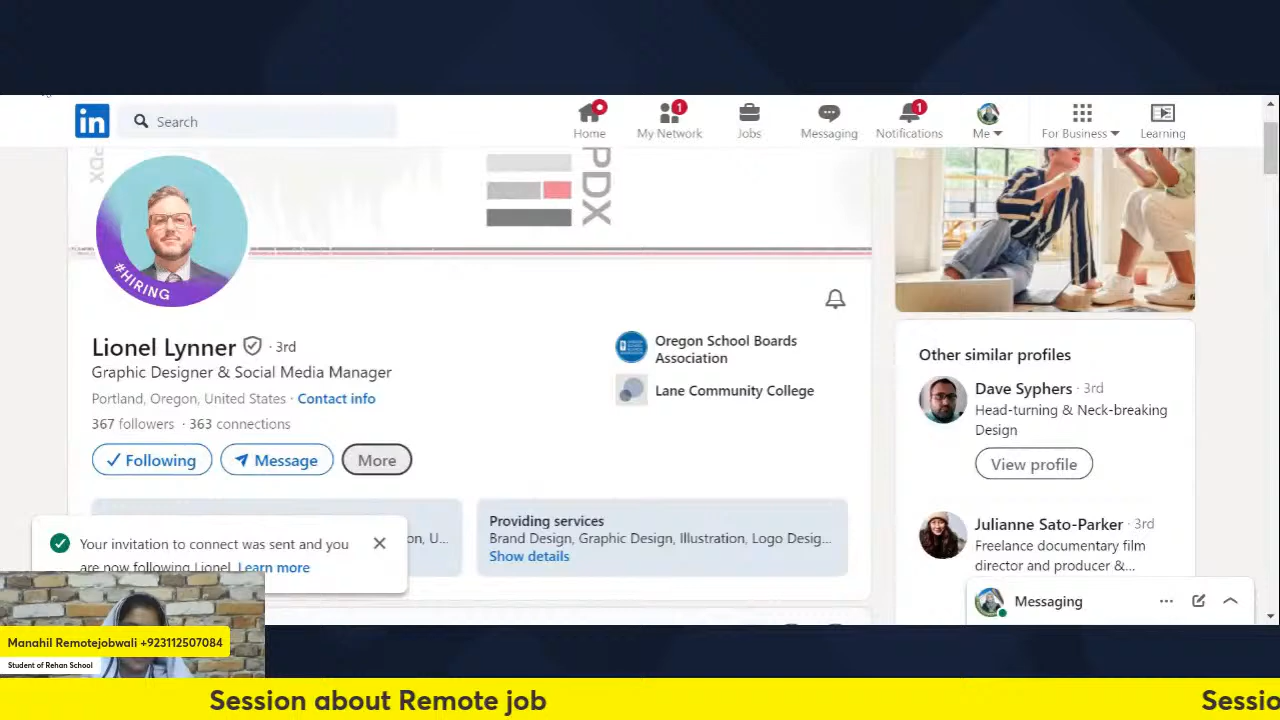 Search
Home
1
My Network
Jobs
Messaging
1
Notifications
Me
For Business
Learning
in
PDX
PDX
#HIRING
Lionel Lynner · 3rd
Graphic Designer & Social Media Manager
Portland, Oregon, United States · Contact info
367 followers · 363 connections
Following
Message
More
Oregon School Boards
Association
Lane Community College
on, U...
Providing services
Brand Design, Graphic Design, Illustration, Logo Desig...
Show details
Your invitation to connect was sent and you
are now following Lionel. Learn more
Other similar profiles
Dave Syphers · 3rd
Head-turning & Neck-breaking
Design
View profile
Julianne Sato-Parker · 3rd
Freelance documentary film
director and producer &...
Messaging
Manahil Remotejobwali +923112507084
Student of Rehan School
Session about Remote job
Sessio